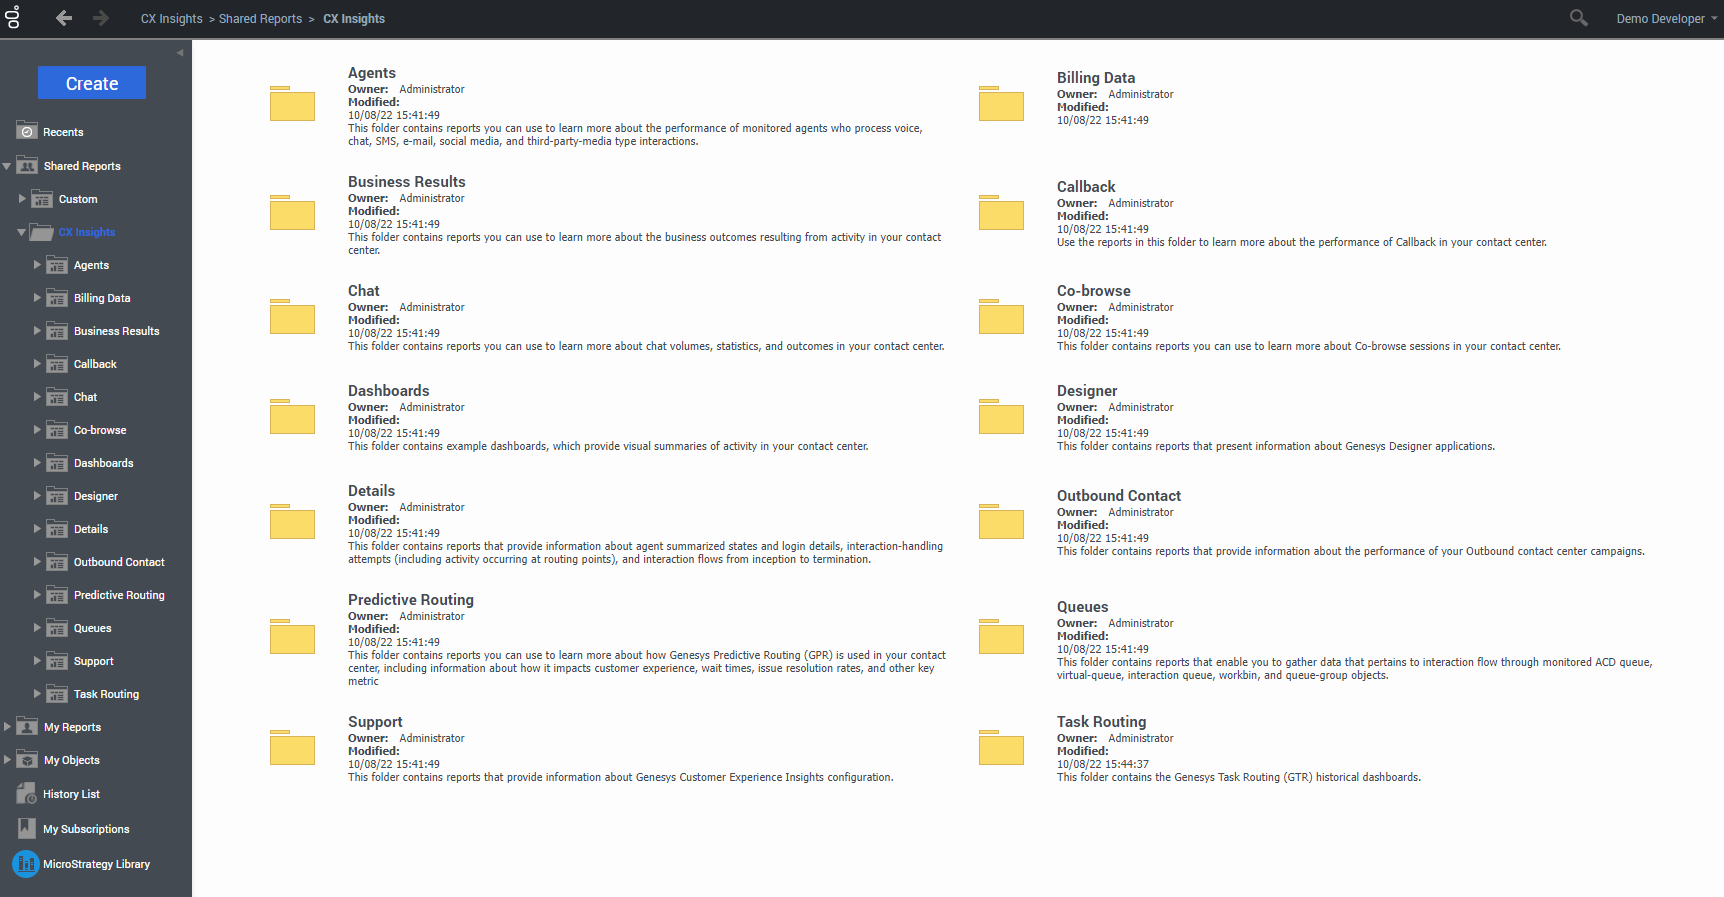 CX Insights > Shared Reports > CX Insights
Demo Developer
Create
Recents
Shared Reports
Custom
CX Insights
Agents
Billing Data
Business Results
Callback
Chat
Co-browse
Dashboards
Designer
Details
Outbound Contact
Predictive Routing
Queues
Support
Task Routing
My Reports
My Objects
History List
My Subscriptions
MicroStrategy Library
Agents
Owner: Administrator
Modified:
10/08/22 15:41:49
This folder contains reports you can use to learn more about the performance of monitored agents who process voice,
chat, SMS, e-mail, social media, and third-party-media type interactions.
Billing Data
Owner: Administrator
Modified:
10/08/22 15:41:49
Business Results
Owner: Administrator
Modified:
10/08/22 15:41:49
This folder contains reports you can use to learn more about the business outcomes resulting from activity in your contact
center.
Callback
Owner: Administrator
Modified:
10/08/22 15:41:49
Use the reports in this folder to learn more about the performance of Callback in your contact center.
Chat
Owner: Administrator
Modified:
10/08/22 15:41:49
This folder contains reports you can use to learn more about chat volumes, statistics, and outcomes in your contact center.
Co-browse
Owner: Administrator
Modified:
10/08/22 15:41:49
This folder contains reports you can use to learn more about Co-browse sessions in your contact center.
Dashboards
Owner: Administrator
Modified:
10/08/22 15:41:49
This folder contains example dashboards, which provide visual summaries of activity in your contact center.
Designer
Owner: Administrator
Modified:
10/08/22 15:41:49
This folder contains reports that present information about Genesys Designer applications.
Details
Owner: Administrator
Modified:
10/08/22 15:41:49
This folder contains reports that provide information about agent summarized states and login details, interaction-handling
attempts (including activity occurring at routing points), and interaction flows from inception to termination.
Outbound Contact
Owner: Administrator
Modified:
10/08/22 15:41:49
This folder contains reports that provide information about the performance of your Outbound contact center campaigns.
Predictive Routing
Owner: Administrator
Modified:
10/08/22 15:41:49
This folder contains reports you can use to learn more about how Genesys Predictive Routing (GPR) is used in your contact
center, including information about how it impacts customer experience, wait times, issue resolution rates, and other key
metric
Queues
Owner: Administrator
Modified:
10/08/22 15:41:49
This folder contains reports that enable you to gather data that pertains to interaction flow through monitored ACD queue,
virtual-queue, interaction queue, workbin, and queue-group objects.
Support
Owner: Administrator
Modified:
10/08/22 15:41:49
This folder contains reports that provide information about Genesys Customer Experience Insights configuration.
Task Routing
Owner: Administrator
Modified:
10/08/22 15:44:37
This folder contains the Genesys Task Routing (GTR) historical dashboards.